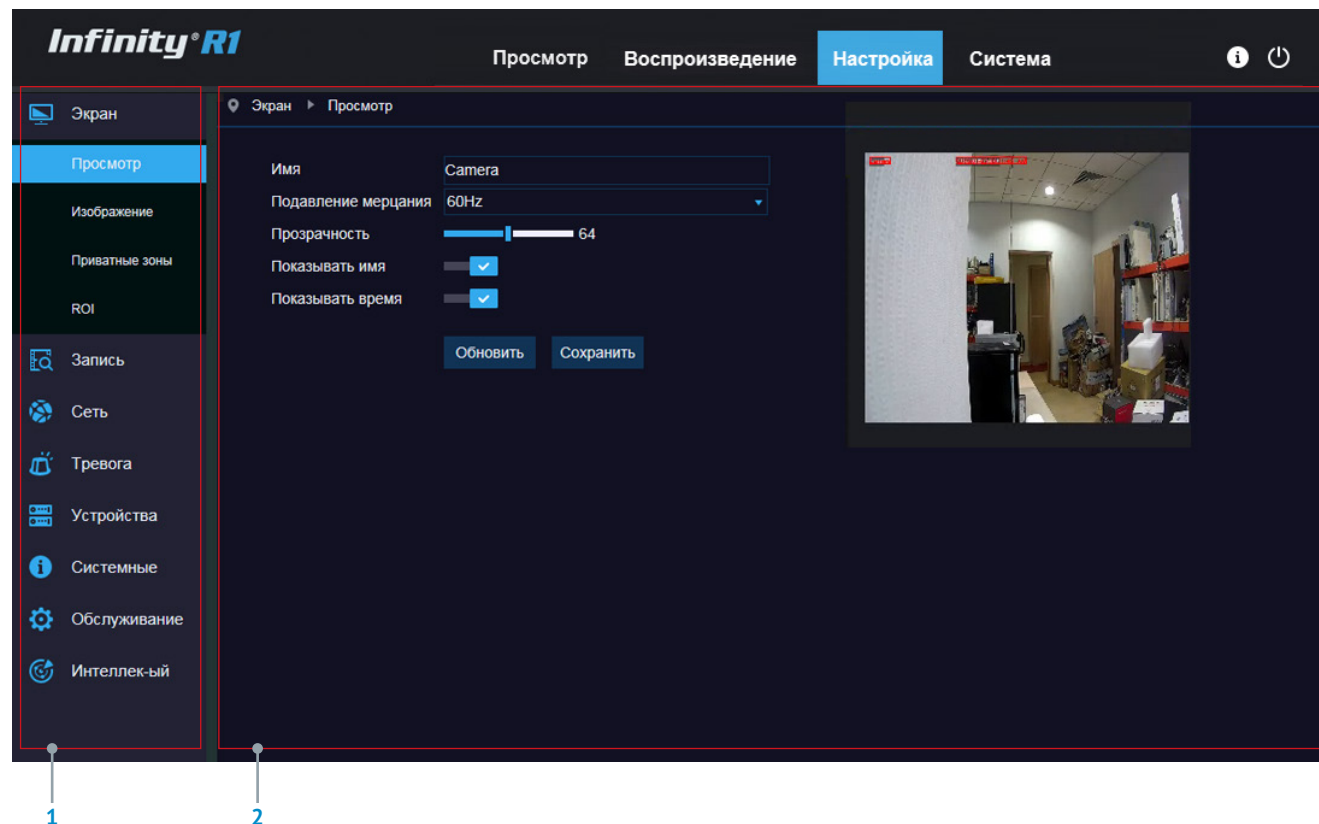 Infinity® R1
Просмотр Воспроизведение Настройка Система
Экран
Просмотр
Изображение
Приватные зоны
ROI
Запись
Сеть
Тревога
Устройства
Системные
Обслуживание
Интеллек-ый
Экран Просмотр
Имя Camera
Подавление мерцания 60Hz
Прозрачность 64
Показывать имя
Показывать время
Обновить Сохранить
1 2